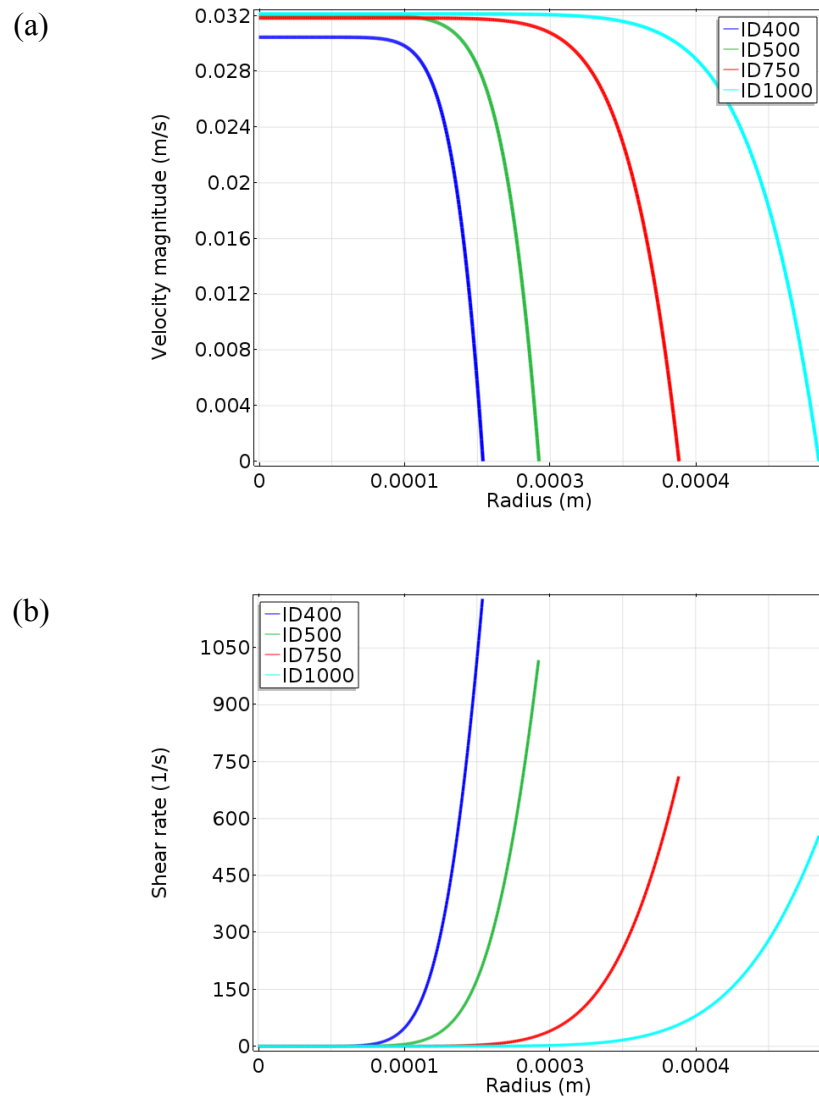 (a)
0.032
0.028
0.024
0.02
0.016
0.012
0.008
0.004
0
Velocity magnitude (m/s)
ID400
ID500
ID750
ID1000
0
0.0001
0.0003
0.0004
Radius (m)
(b)
1050
900
750
600
450
300
150
0
Shear rate (1/s)
ID400
ID500
ID750
ID1000
0
0.0001
0.0003
0.0004
Radius (m)